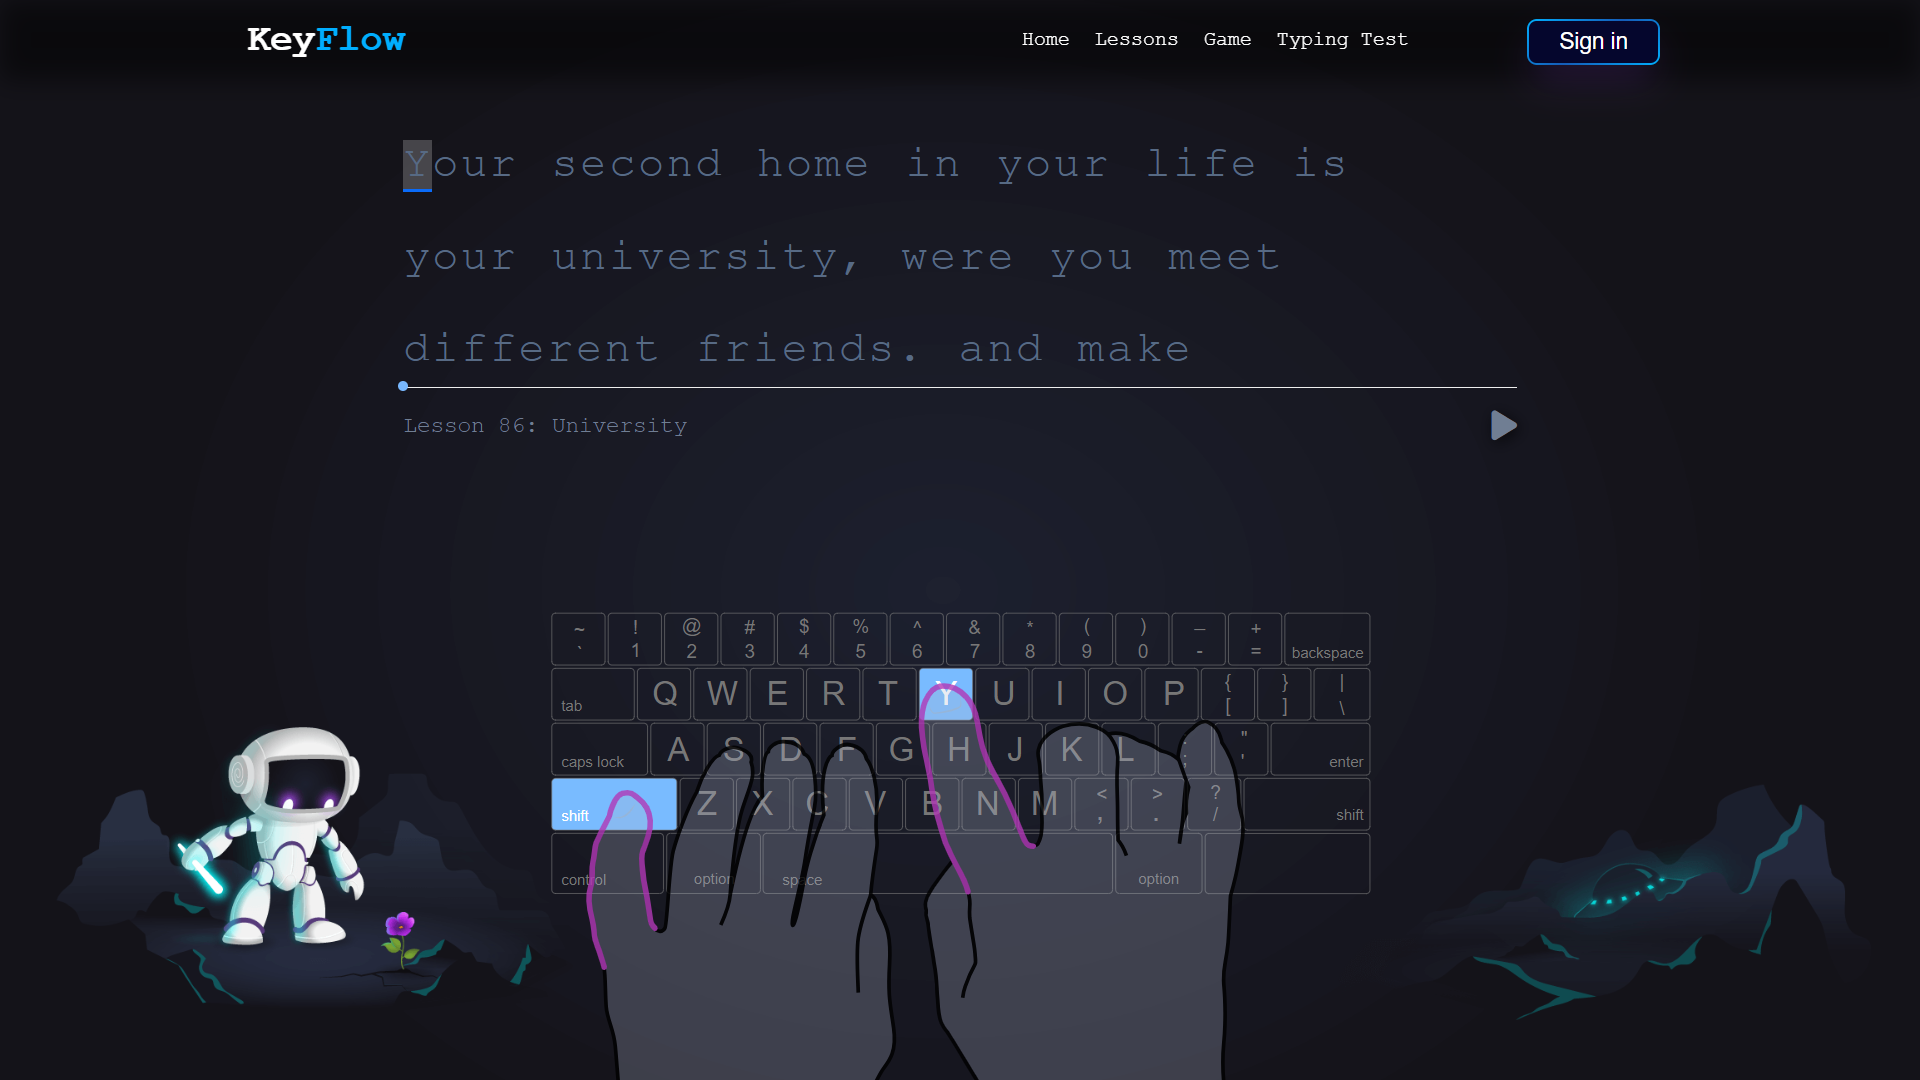 KeyFlow
Home Lessons Game Typing Test Sign in
Your second home in your life is
your university, were you meet
different friends. and make
Lesson 86: University
~ ! @ # $ % ^ & * ( ) — +
` 1 2 3 4 5 6 7 8 9 0 - = backspace
tab Q W E R T Y U I O P { [ } ] | \
caps lock A S D F G H J K L : ; " ' enter
shift Z X C V B N M < , > . ? / shift
control option space option